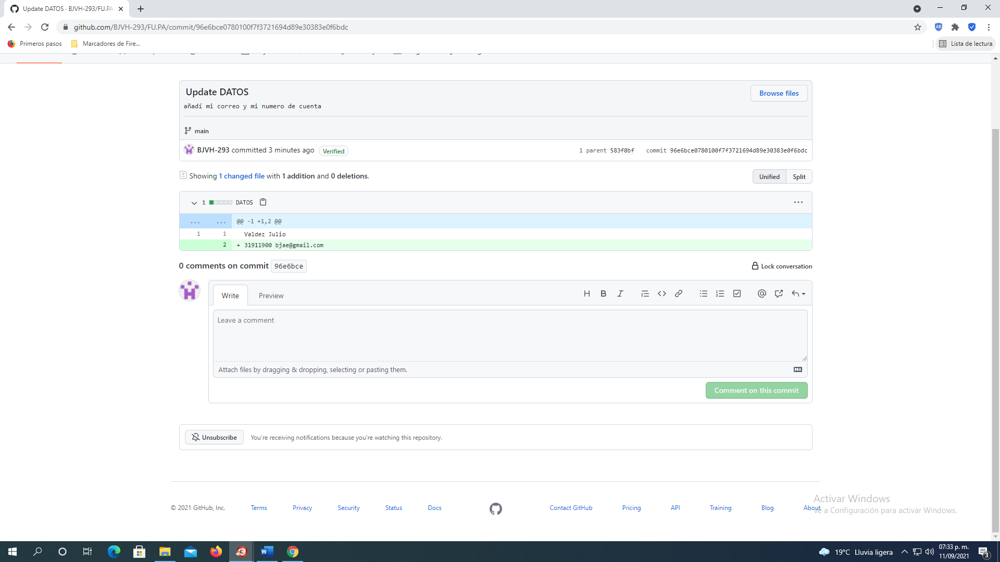 Update DATOS · BJVH-293/FU.PA
github.com/BJVH-293/FU.PA/commit/96e6bce0780100f7f3721694d89e30383e0f6bdc
Primeros pasos
Marcadores de Fire...
Lista de lectura
Update DATOS
Browse files
añadí mi correo y mi numero de cuenta
main
BJVH-293 committed 3 minutes ago Verified
1 parent 583f0bf commit 96e6bce0780100f7f3721694d89e30383e0f6bdc
Showing 1 changed file with 1 addition and 0 deletions.
Unified Split
1 DATOS
... ... @@ -1 +1,2 @@
1 1 Valdez Julio
2 + 31911900 bjae@gmail.com
0 comments on commit 96e6bce
Lock conversation
Write Preview
Leave a comment
Attach files by dragging & dropping, selecting or pasting them.
Comment on this commit
Unsubscribe
You're receiving notifications because you're watching this repository.
Activar Windows
Ve a Configuración para activar Windows.
© 2021 GitHub, Inc. Terms Privacy Security Status Docs Contact GitHub Pricing API Training Blog About
19°C Lluvia ligera
07:33 p. m.
11/09/2021
3